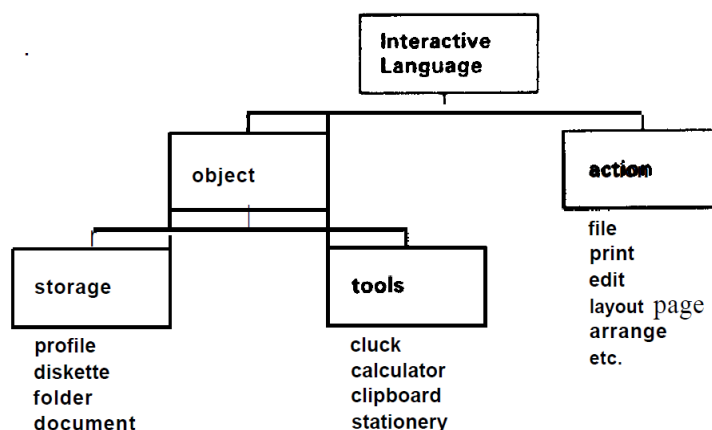 Interactive
Language
object
action
file
print
edit
layout page
arrange
etc.
storage
profile
diskette
folder
document
tools
cluck
calculator
clipboard
stationery